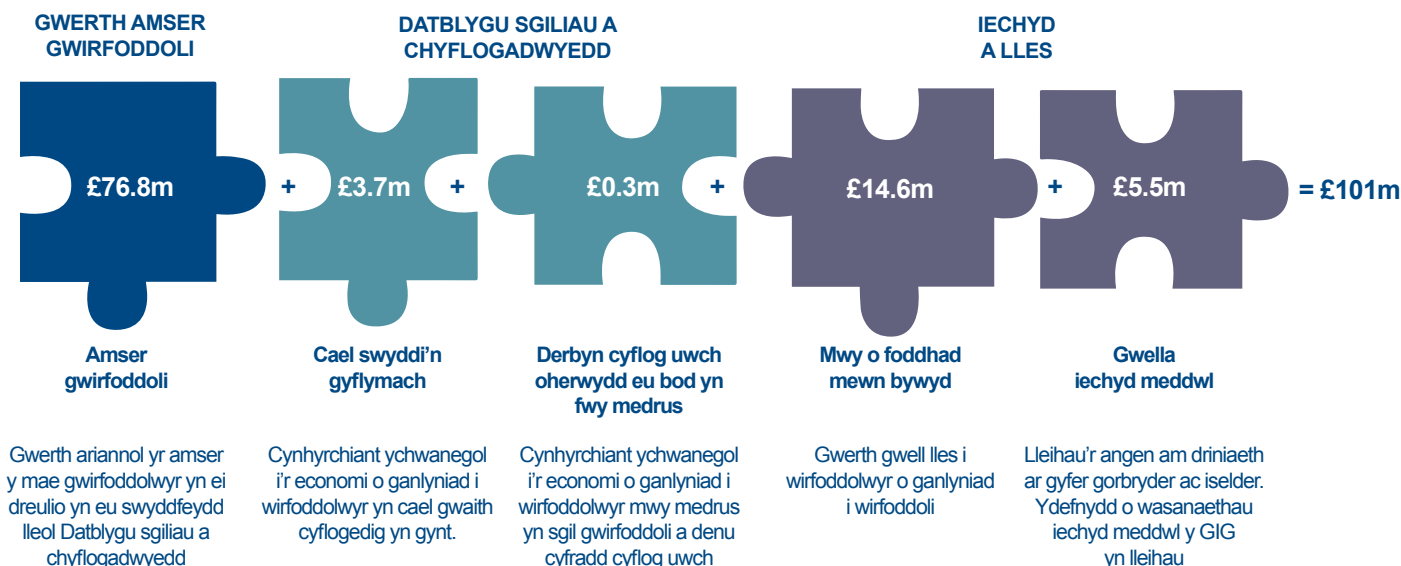 GWERTH AMSER
GWIRFODDOLI
DATBLYGU SGILIAU A
CHYFLOGADWYEDD
IECHYD
A LLES
£76.8m + £3.7m + £0.3m + £14.6m + £5.5m = £101m
Amser
gwirfoddoli
Gwerth ariannol yr amser
y mae gwirfoddolwyr yn ei
dreulio yn eu swyddfeydd
lleol Datblygu sgiliau a
chyflogadwyedd
Cael swyddi’n
gyflymach
Cynhyrchiant ychwanegol
i’r economi o ganlyniad i
wirfoddolwyr yn cael gwaith
cyflogedig yn gynt.
Derbyn cyflog uwch
oherwydd eu bod yn
fwy medrus
Cynhyrchiant ychwanegol
i’r economi o ganlyniad i
wirfoddolwyr mwy medrus
yn sgil gwirfoddoli a denu
cyfradd cyflog uwch
Mwy o foddhad
mewn bywyd
Gwerth gwell lles i
wirfoddolwyr o ganlyniad
i wirfoddoli
Gwella
iechyd meddwl
Lleihau’r angen am driniaeth
ar gyfer gorbryder ac iselder.
Ydefnydd o wasanaethau
iechyd meddwl y GIG
yn lleihau